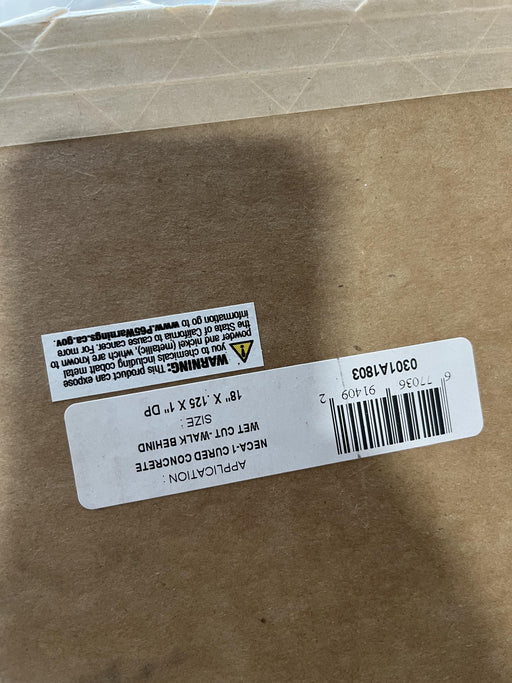 APPLICATION :
NECA-1 CURED CONCRETE
WET CUT -WALK BEHIND
SIZE :
18" X .125 X 1" DP
6 77036 91409 2
0301A1803
WARNING: This product can expose
you to chemicals including cobalt metal
powder and nickel (metallic), which are known to
the State of California to cause cancer. For more
information go to www.P65Warnings.ca.gov.